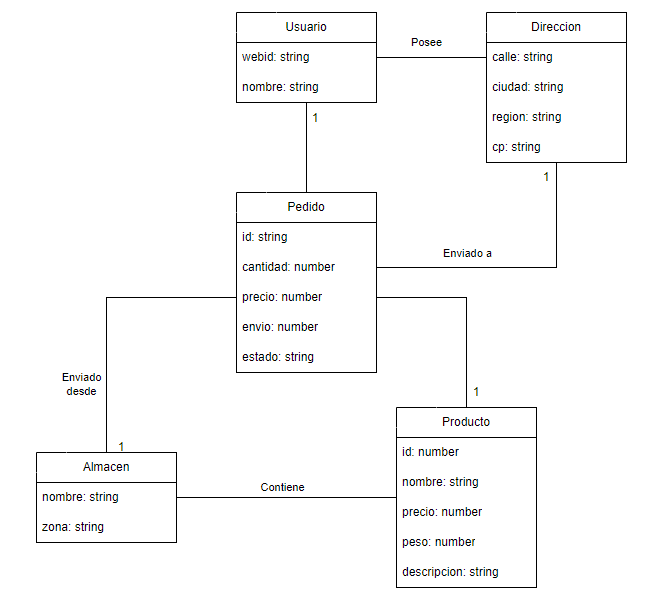 Usuario
webid: string
nombre: string
Posee
Direccion
calle: string
ciudad: string
region: string
cp: string
1
1
Pedido
id: string
cantidad: number
precio: number
envio: number
estado: string
Enviado a
Enviado
desde
1
1
Almacen
nombre: string
zona: string
Contiene
Producto
id: number
nombre: string
precio: number
peso: number
descripcion: string